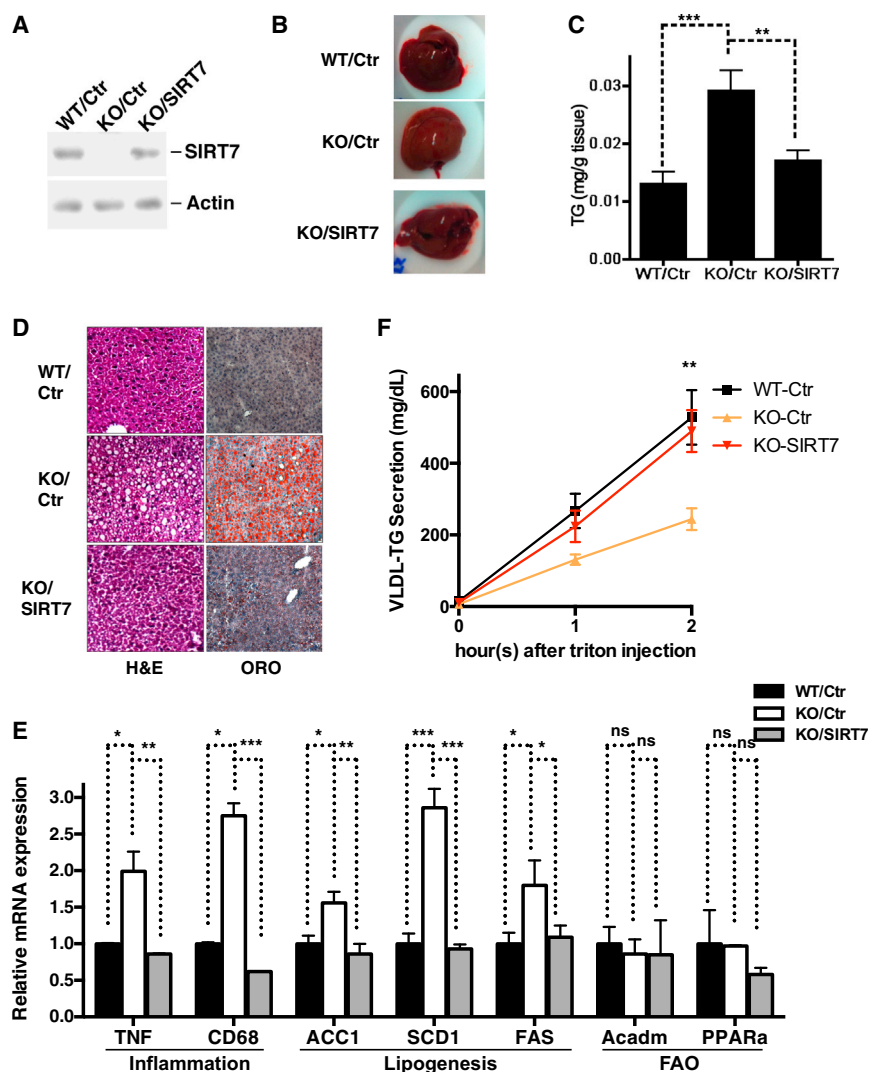 A
WT/Ctr KO/Ctr KO/SIRT7
SIRT7
Actin
B
WT/Ctr
KO/Ctr
KO/SIRT7
C
*** **
TG (mg/g tissue)
0.03
0.02
0.01
0.00
WT/Ctr KO/Ctr KO/SIRT7
D
WT/
Ctr
KO/
Ctr
KO/
SIRT7
H&E ORO
F
VLDL-TG Secretion (mg/dL)
600
400
200
0
0 1 2
hour(s) after triton injection
**
WT-Ctr
KO-Ctr
KO-SIRT7
E
WT/Ctr
KO/Ctr
KO/SIRT7
* ** * *** * ** *** *** * * ns ns ns ns
Relative mRNA expression
3.0
2.5
2.0
1.5
1.0
0.5
0.0
TNF CD68 ACC1 SCD1 FAS Acadm PPARa
Inflammation Lipogenesis FAO